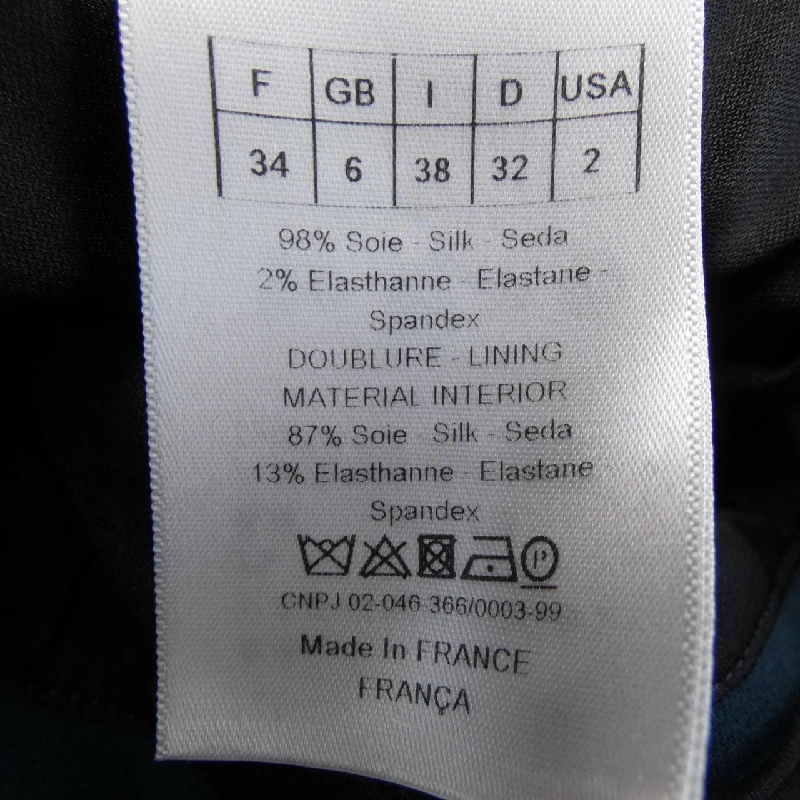 F GB I D USA
34 6 38 32 2
98% Soie - Silk - Seda
2% Elasthanne - Elastane -
Spandex
DOUBLURE - LINING
MATERIAL INTERIOR
87% Soie Silk - Seda
13% Elasthanne - Elastane -
Spandex
P
CNPJ 02-046 366/0003-99
Made In FRANCE
FRANÇA